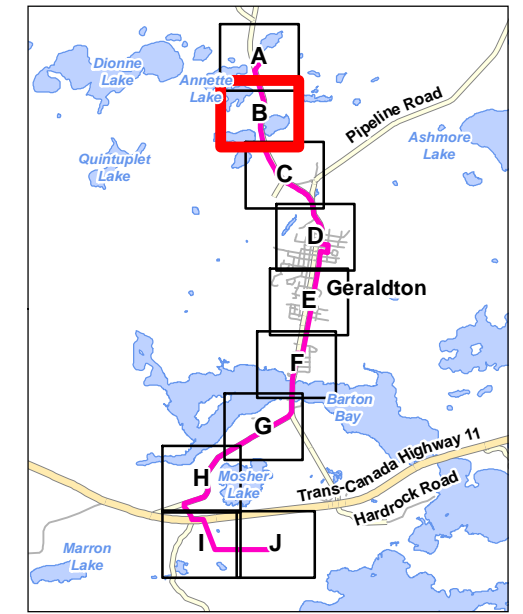 A
Dionne
Lake
Annette
Lake
B
Pipeline Road
Ashmore
Lake
Quintuplet
Lake
C
D
E
Geraldton
F
Barton
Bay
G
Trans-Canada Highway 11
H
Mosher
Lake
Hardrock Road
I
J
Marron
Lake